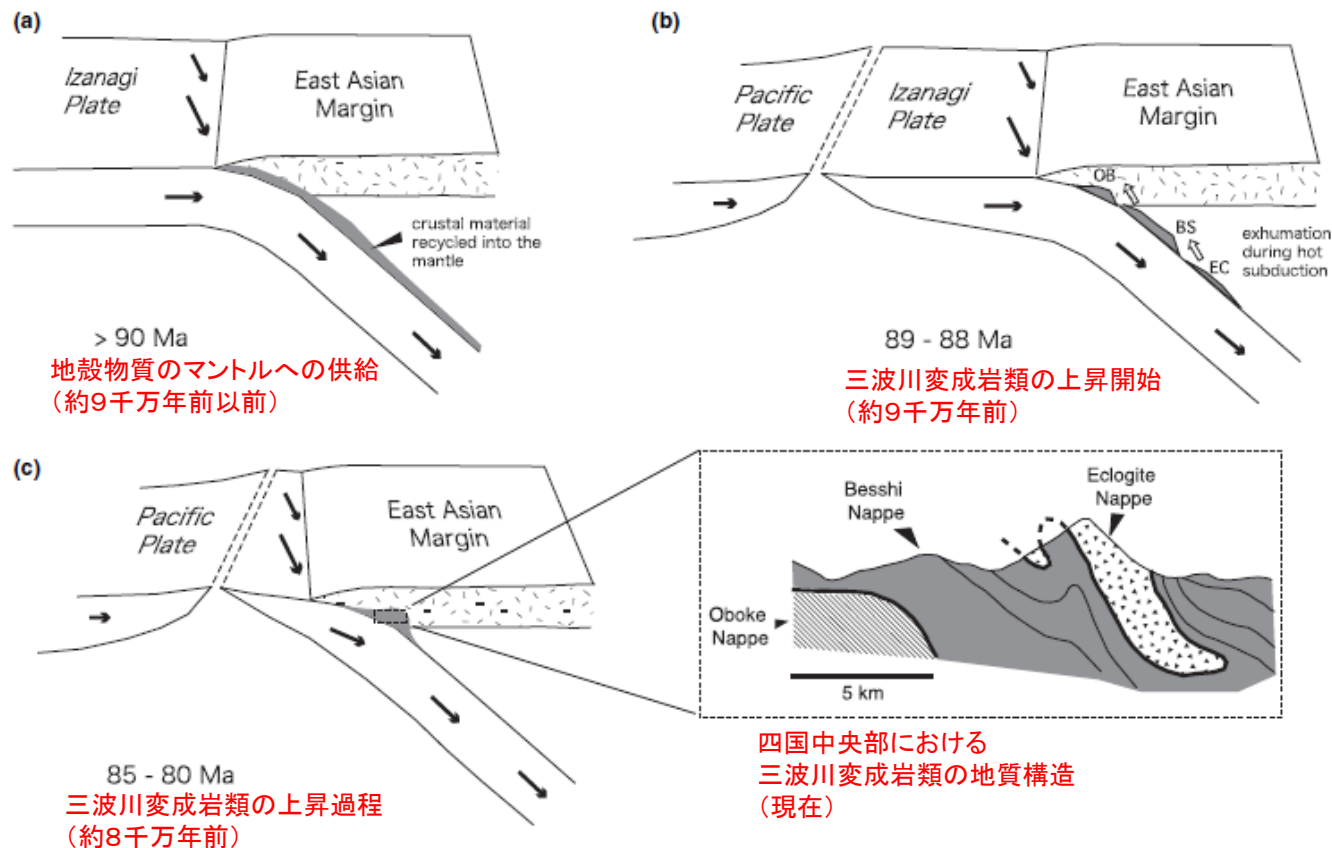 (a)
Izanagi
Plate
East Asian
Margin
crustal material
recycled into the
mantle
> 90 Ma
地殻物質のマントルへの供給
（約９千万年前以前）
(b)
Pacific
Plate
Izanagi
Plate
East Asian
Margin
OB
BS
EC
exhumation
during hot
subduction
89 - 88 Ma
三波川変成岩類の上昇開始
（約９千万年前）
(c)
Pacific
Plate
East Asian
Margin
85 - 80 Ma
三波川変成岩類の上昇過程
（約８千万年前）
Besshi
Nappe
Eclogite
Nappe
Oboke
Nappe
5 km
四国中央部における
三波川変成岩類の地質構造
（現在）